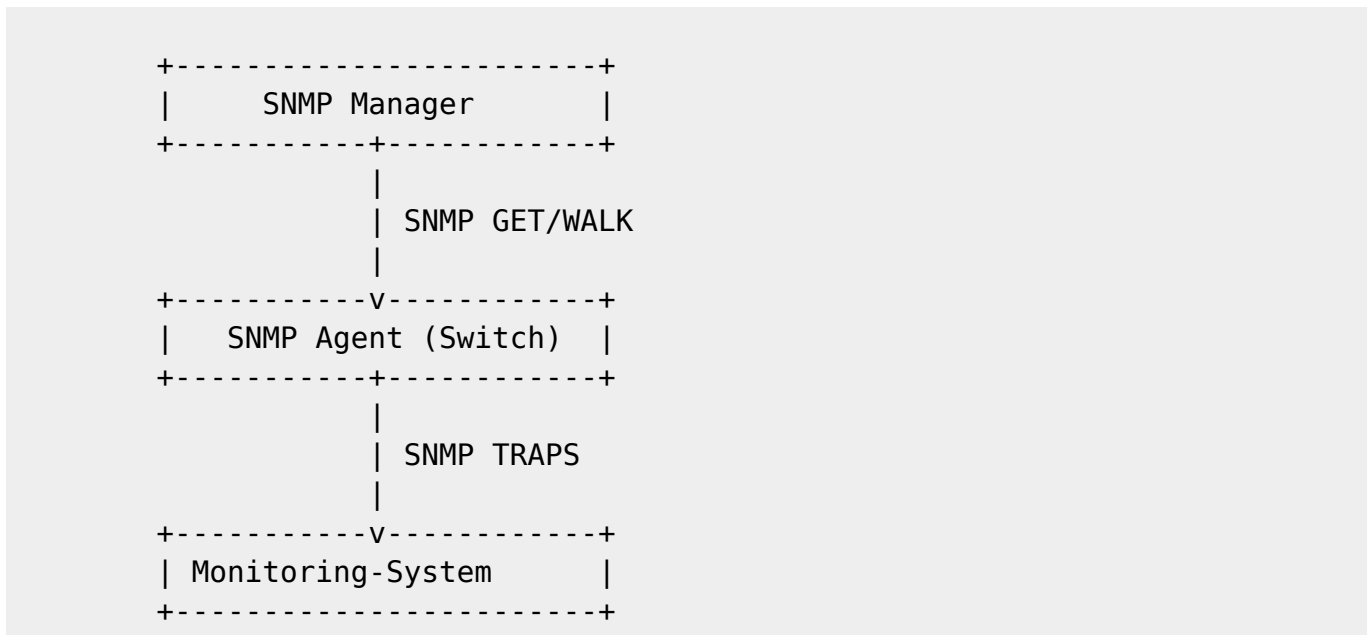 +------------------------+
|     SNMP Manager       |
+-----------+------------+
            |
            | SNMP GET/WALK
            |
+-----------v------------+
|   SNMP Agent (Switch)  |
+-----------+------------+
            |
            | SNMP TRAPS
            |
+-----------v------------+
| Monitoring-System      |
+------------------------+